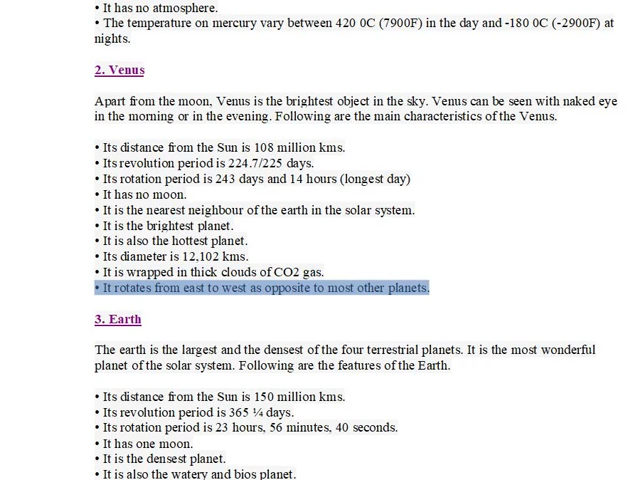 • It has no atmosphere.
• The temperature on mercury vary between 420 0C (7900F) in the day and -180 0C (-2900F) at
nights.
2. Venus
Apart from the moon, Venus is the brightest object in the sky. Venus can be seen with naked eye
in the morning or in the evening. Following are the main characteristics of the Venus.
• Its distance from the Sun is 108 million kms.
• Its revolution period is 224.7/225 days.
• Its rotation period is 243 days and 14 hours (longest day)
• It has no moon.
• It is the nearest neighbour of the earth in the solar system.
• It is the brightest planet.
• It is also the hottest planet.
• Its diameter is 12,102 kms.
• It is wrapped in thick clouds of CO2 gas.
• It rotates from east to west as opposite to most other planets.
3. Earth
The earth is the largest and the densest of the four terrestrial planets. It is the most wonderful
planet of the solar system. Following are the features of the Earth.
• Its distance from the Sun is 150 million kms.
• Its revolution period is 365 ¼ days.
• Its rotation period is 23 hours, 56 minutes, 40 seconds.
• It has one moon.
• It is the densest planet.
• It is also the watery and bios planet.